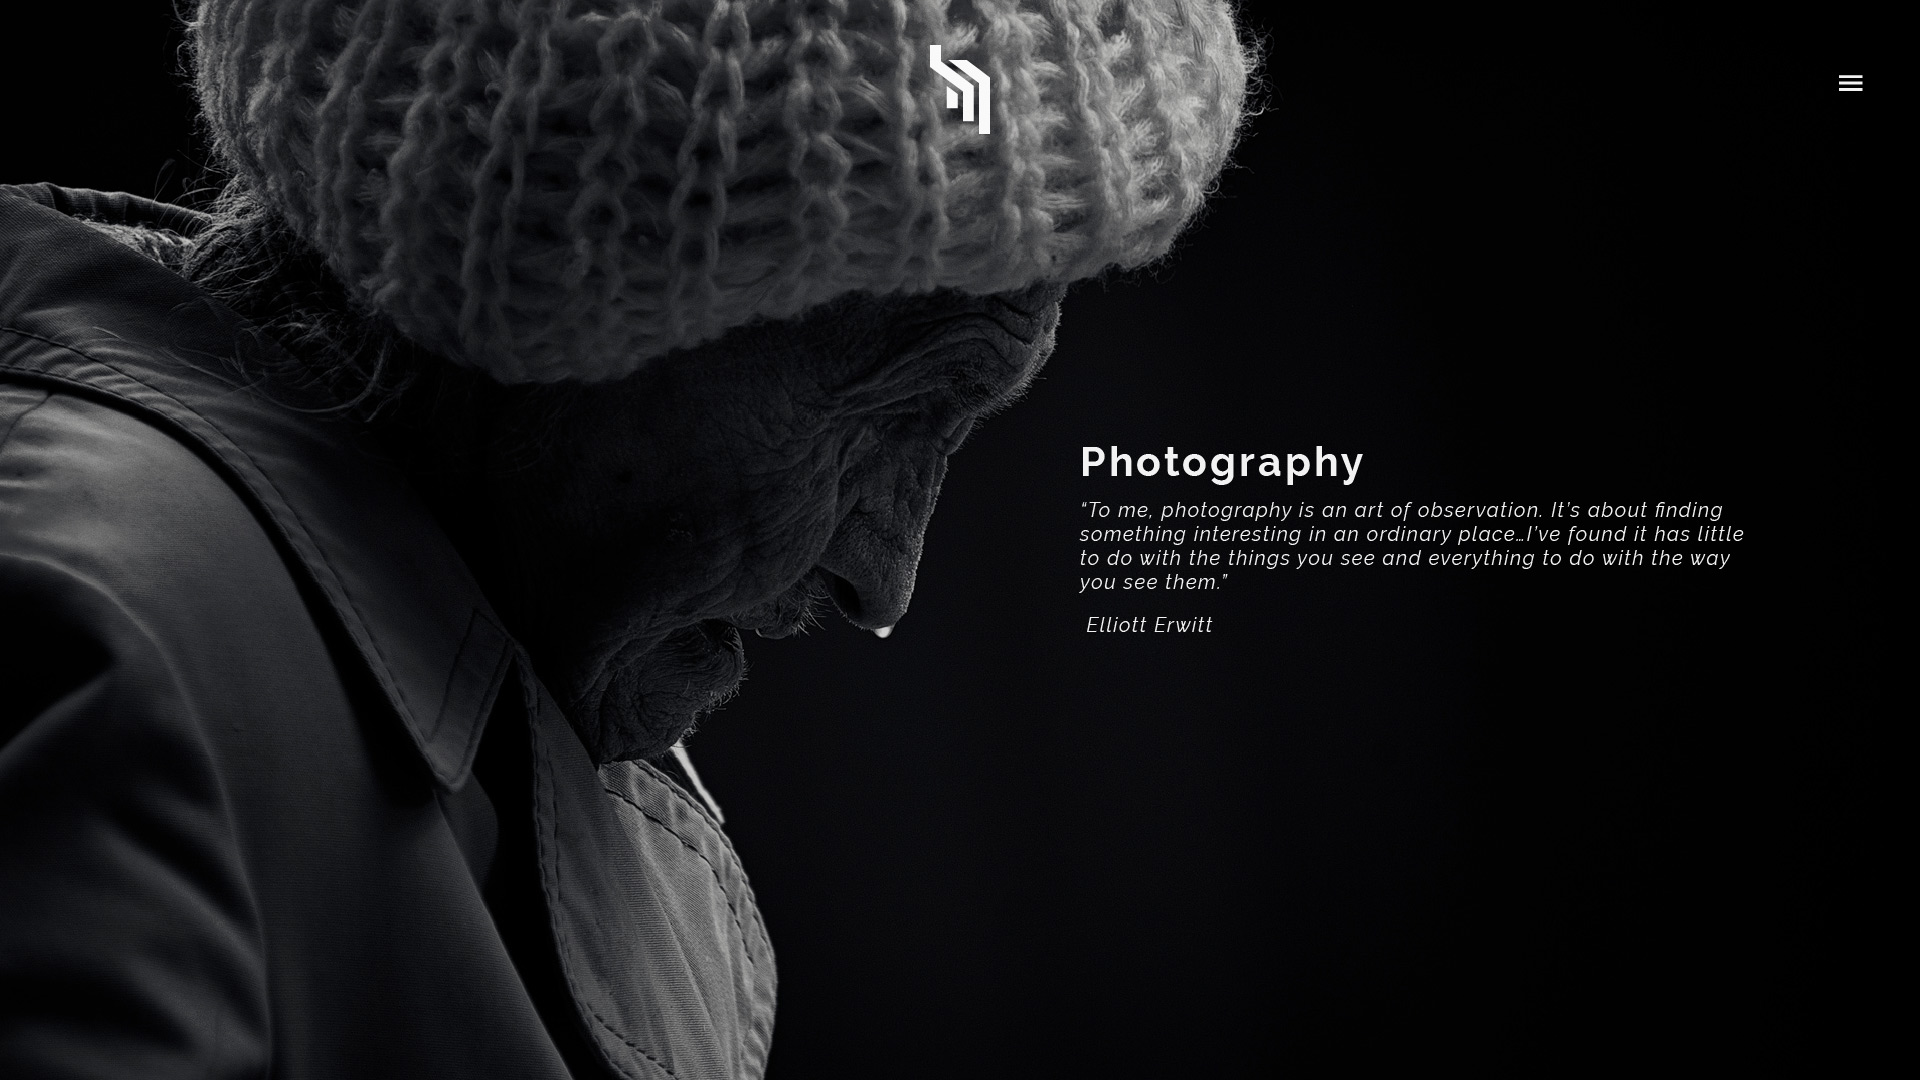 Photography
“To me, photography is an art of observation. It’s about finding
something interesting in an ordinary place…I’ve found it has little
to do with the things you see and everything to do with the way
you see them.”
Elliott Erwitt